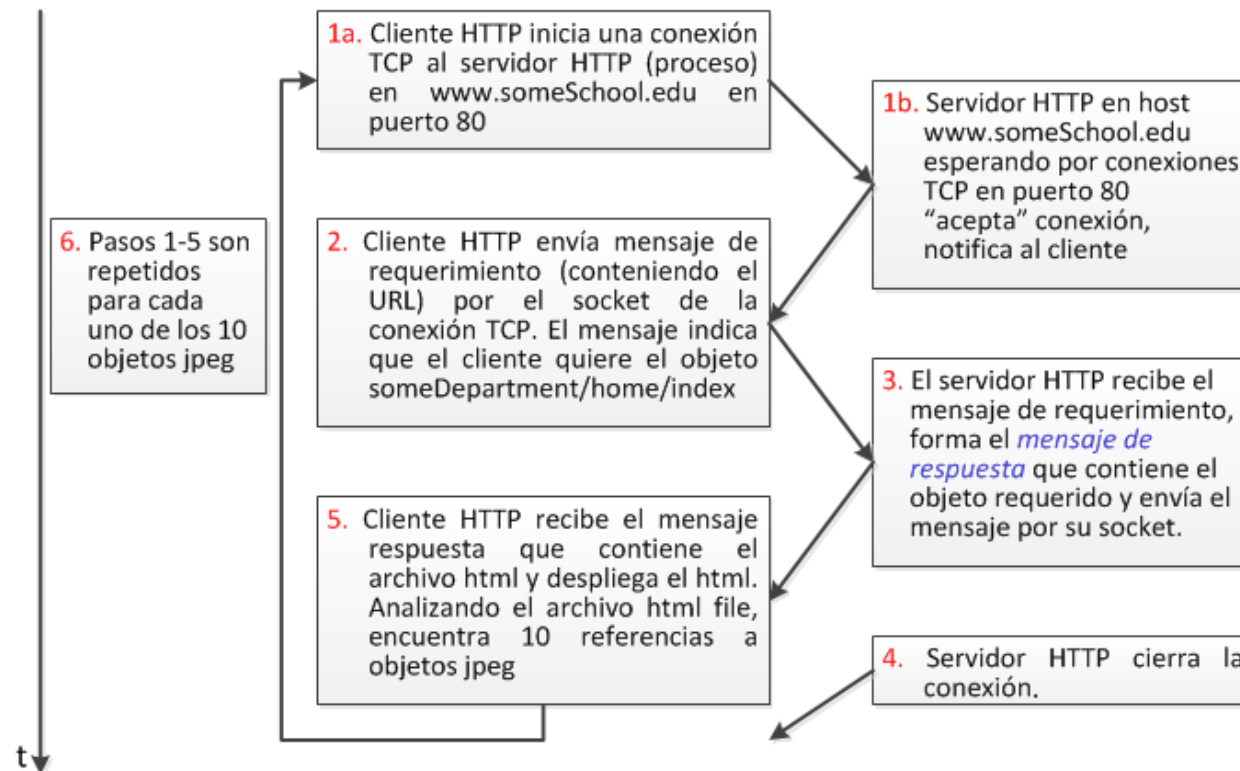 1a. Cliente HTTP inicia una conexión
TCP al servidor HTTP (proceso)
en www.someSchool.edu en
puerto 80
1b. Servidor HTTP en host
www.someSchool.edu
esperando por conexiones
TCP en puerto 80
“acepta” conexión,
notifica al cliente
6. Pasos 1-5 son
repetidos
para cada
uno de los 10
objetos jpeg
2. Cliente HTTP envía mensaje de
requerimiento (conteniendo el
URL) por el socket de la
conexión TCP. El mensaje indica
que el cliente quiere el objeto
someDepartment/home/index
3. El servidor HTTP recibe el
mensaje de requerimiento,
forma el mensaje de
respuesta que contiene el
objeto requerido y envía el
mensaje por su socket.
5. Cliente HTTP recibe el mensaje
respuesta que contiene el
archivo html y despliega el html.
Analizando el archivo html file,
encuentra 10 referencias a
objetos jpeg
4. Servidor HTTP cierra la
conexión.
t